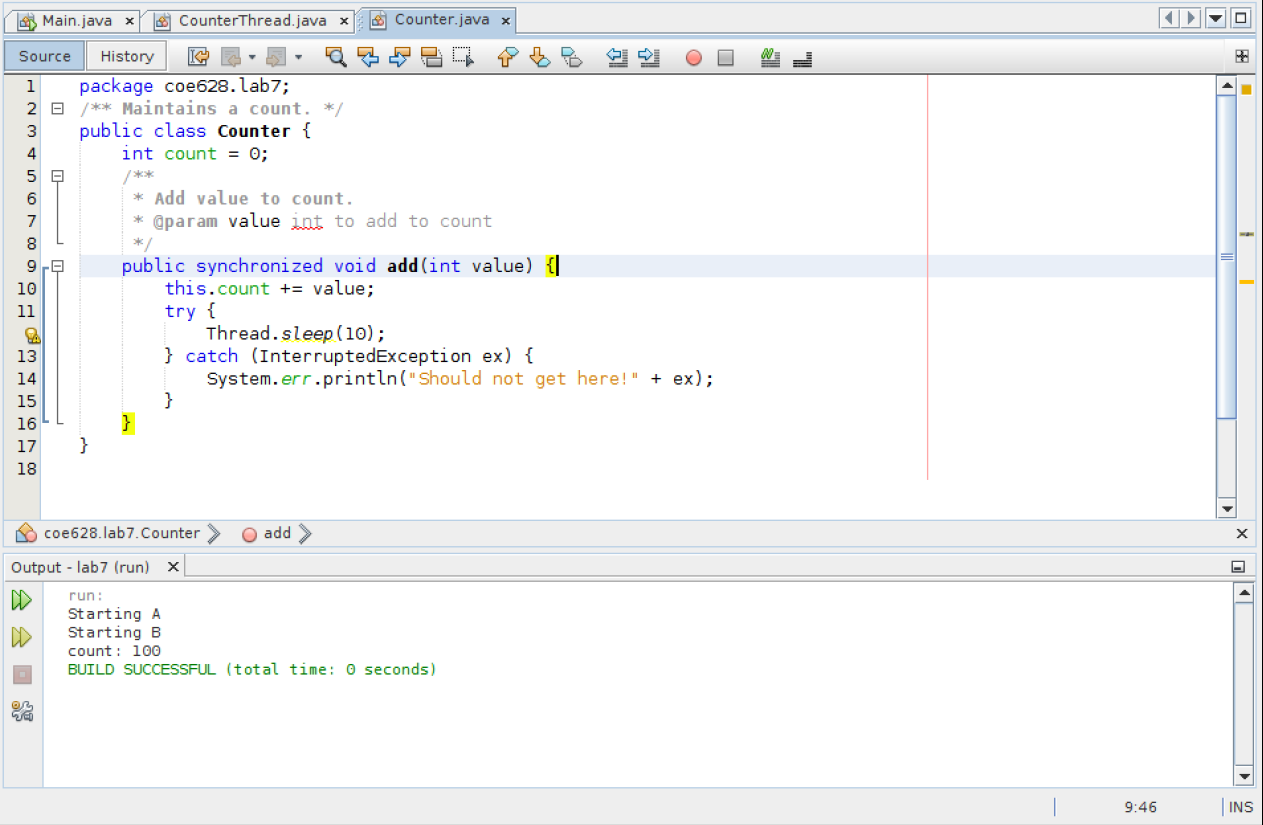 Main.java × CounterThread.java × Counter.java ×
Source History
1 package coe628.lab7;
2 /** Maintains a count. */
3 public class Counter {
4     int count = 0;
5     /**
6      * Add value to count.
7      * @param value int to add to count
8      */
9     public synchronized void add(int value) {
10         this.count += value;
11         try {
            Thread.sleep(10);
13         } catch (InterruptedException ex) {
14             System.err.println("Should not get here!" + ex);
15         }
16     }
17 }
18
coe628.lab7.Counter add
Output - lab7 (run) ×
run:
Starting A
Starting B
count: 100
BUILD SUCCESSFUL (total time: 0 seconds)
9:46 INS